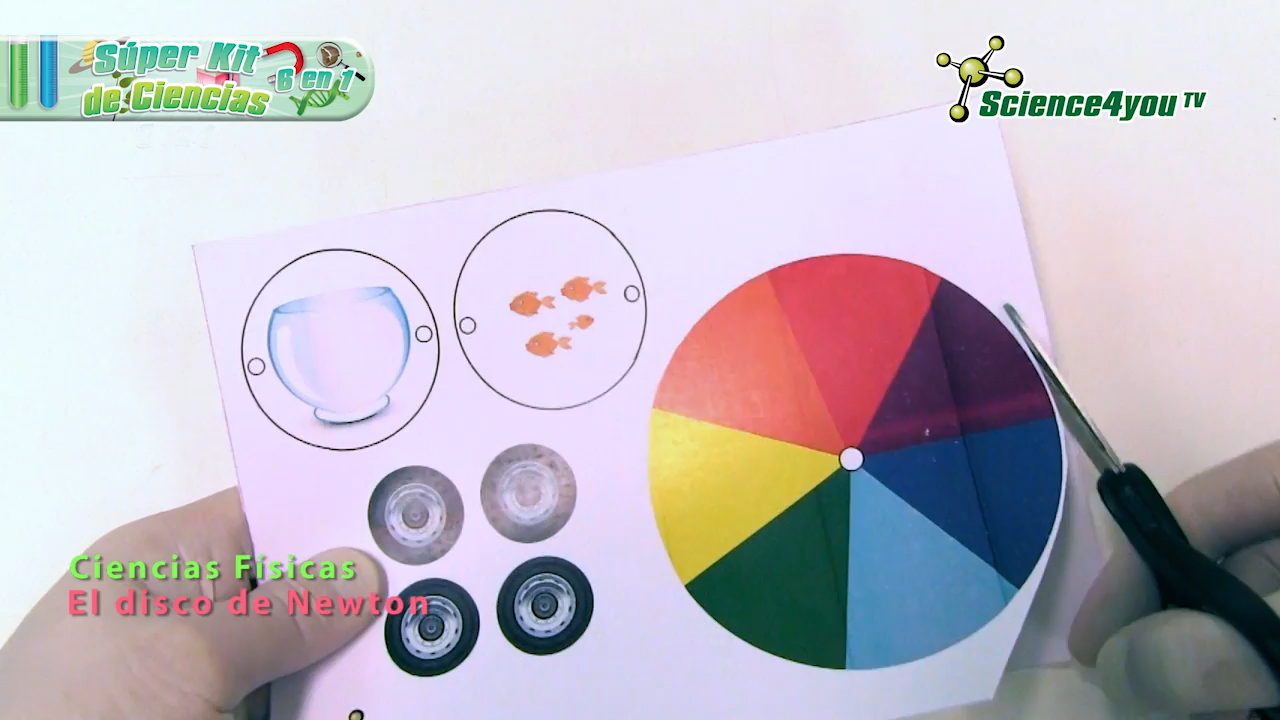 Súper Kit
6 en 1
de Ciencias
Science4you TV
Ciencias Físicas
El disco de Newton